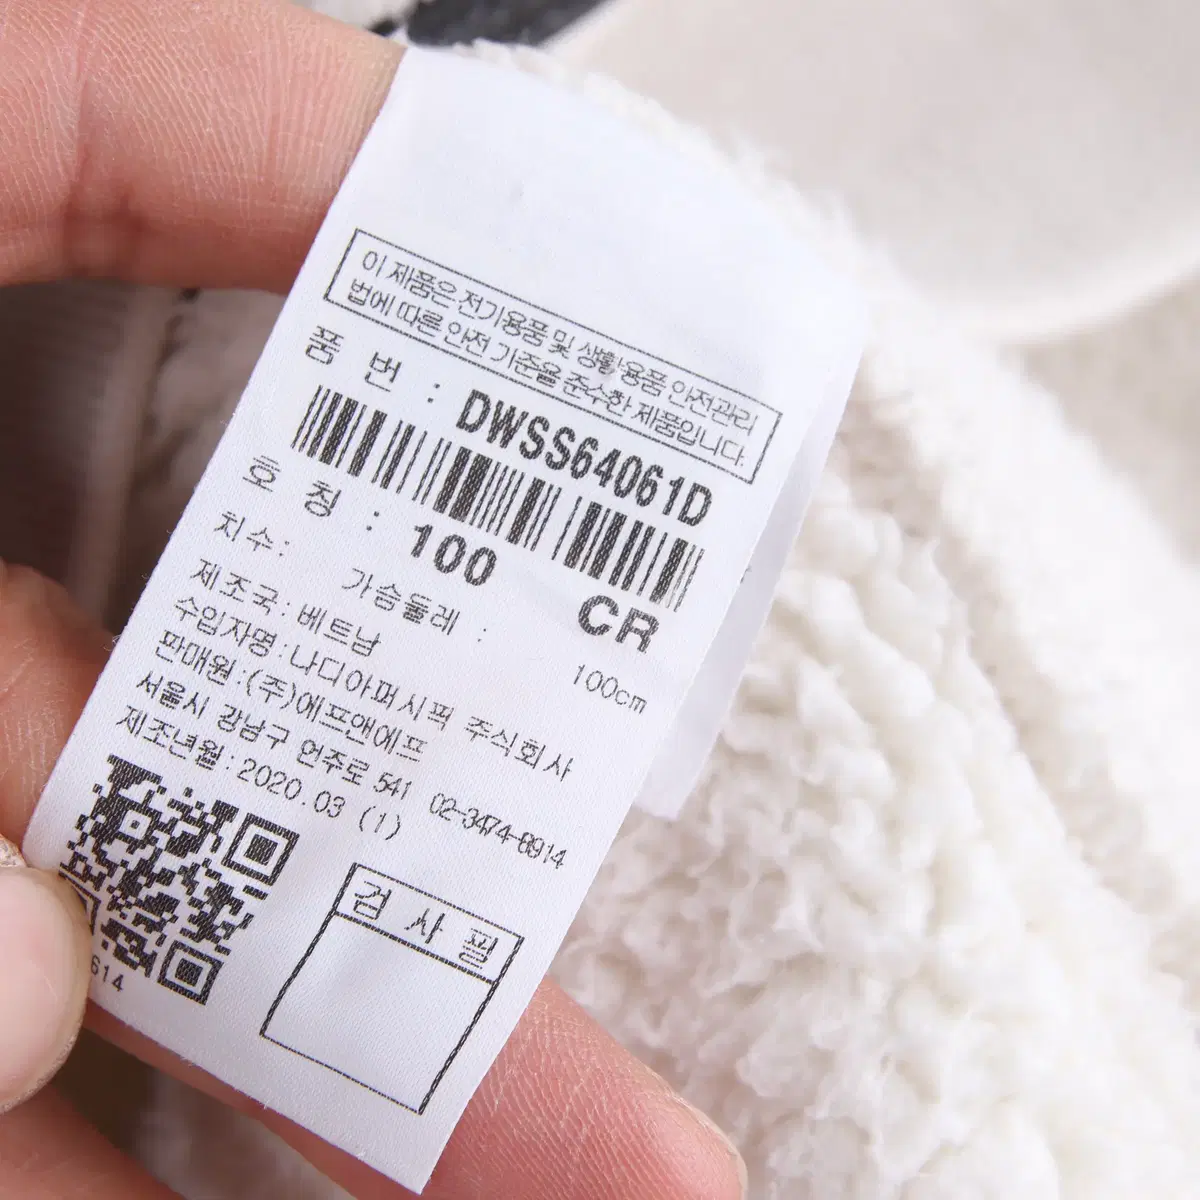 이 제품은 전기용품 및 생활용품 안전관리
법에 따른 안전 기준을 준수한 제품입니다.
품 번 : DWSS64061D
호 칭 : 100 CR
치수: 가슴둘레 : 100cm
제조국: 베트남
수입자명: 나디아퍼시픽 주식회사
판매원:(주)에프앤에프
서울시 강남구 언주로 541 02-3474-8914
제조년월: 2020.03 (1)
614
검 사 필